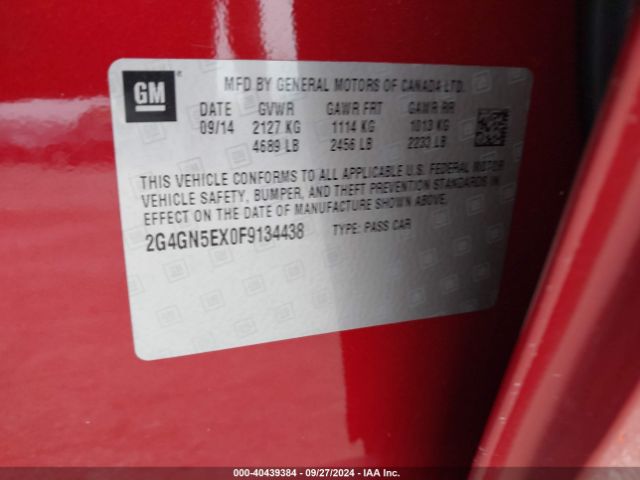 GM
MFD BY GENERAL MOTORS OF CANADA LTD.
DATE GVWR GAWR FRT GAWR RR
09/14 2127 KG 1114 KG 1013 KG
4689 LB 2456 LB 2233 LB
THIS VEHICLE CONFORMS TO ALL APPLICABLE U.S. FEDERAL MOTOR
VEHICLE SAFETY, BUMPER, AND THEFT PREVENTION STANDARDS IN
EFFECT ON THE DATE OF MANUFACTURE SHOWN ABOVE.
2G4GN5EX0F9134438 TYPE: PASS CAR
000-40439384 - 09/27/2024 - IAA Inc.